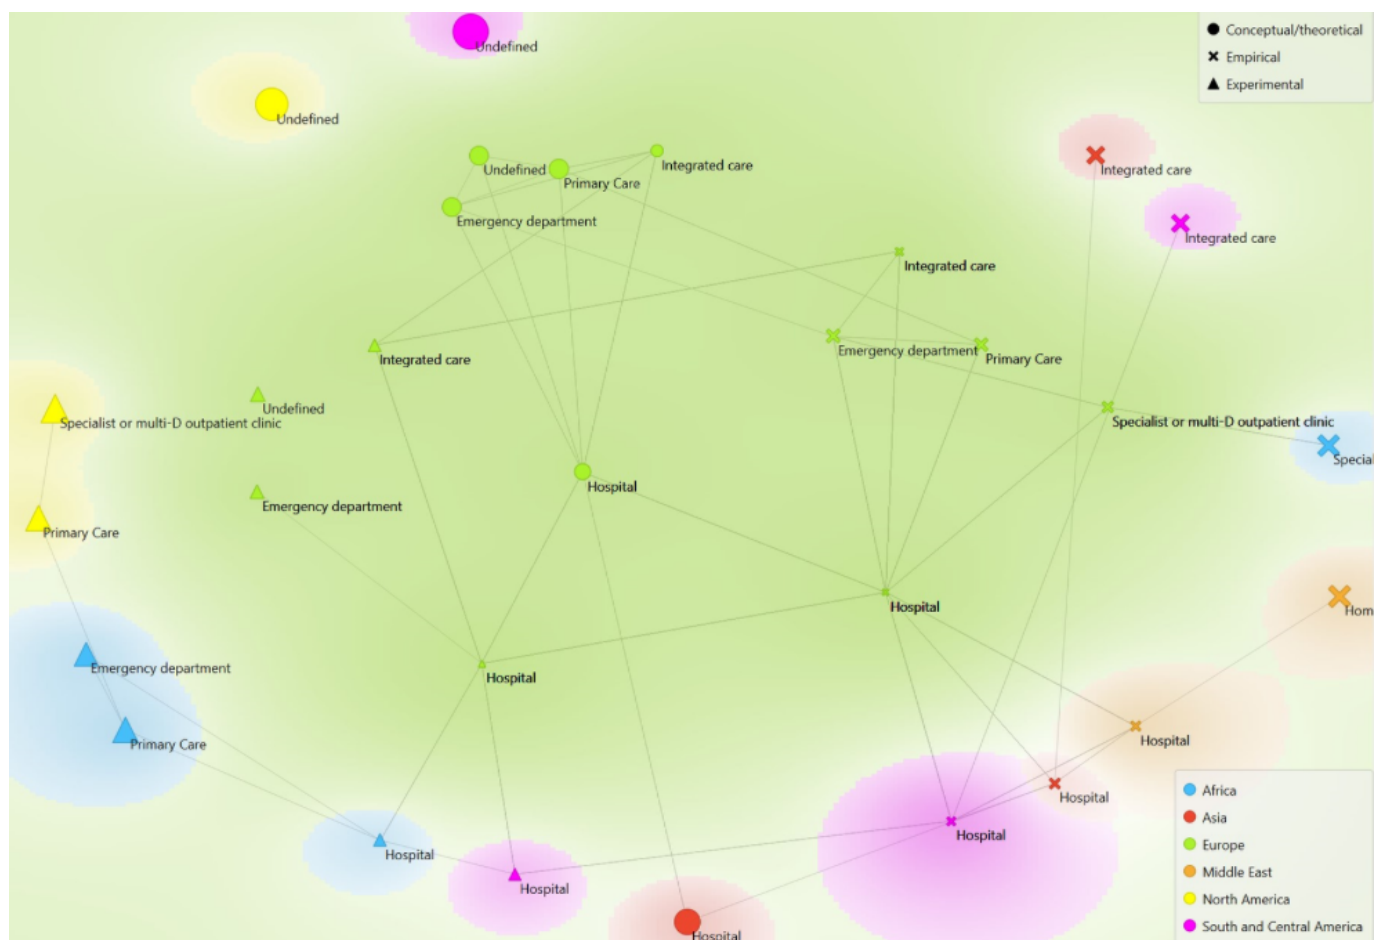 Undefined
Conceptual/theoretical
Empirical
Experimental
Undefined
Undefined
Primary Care
Integrated care
Integrated care
Emergency department
Integrated care
Integrated care
Emergency department
Primary Care
Integrated care
Undefined
Specialist or multi-D outpatient clinic
Specialist or multi-D outpatient clinic
Special
Hospital
Emergency department
Primary Care
Hospital
Hom
Emergency department
Hospital
Primary Care
Hospital
Hospital
Hospital
Hospital
Hospital
Hospital
Africa
Asia
Europe
Middle East
North America
South and Central America